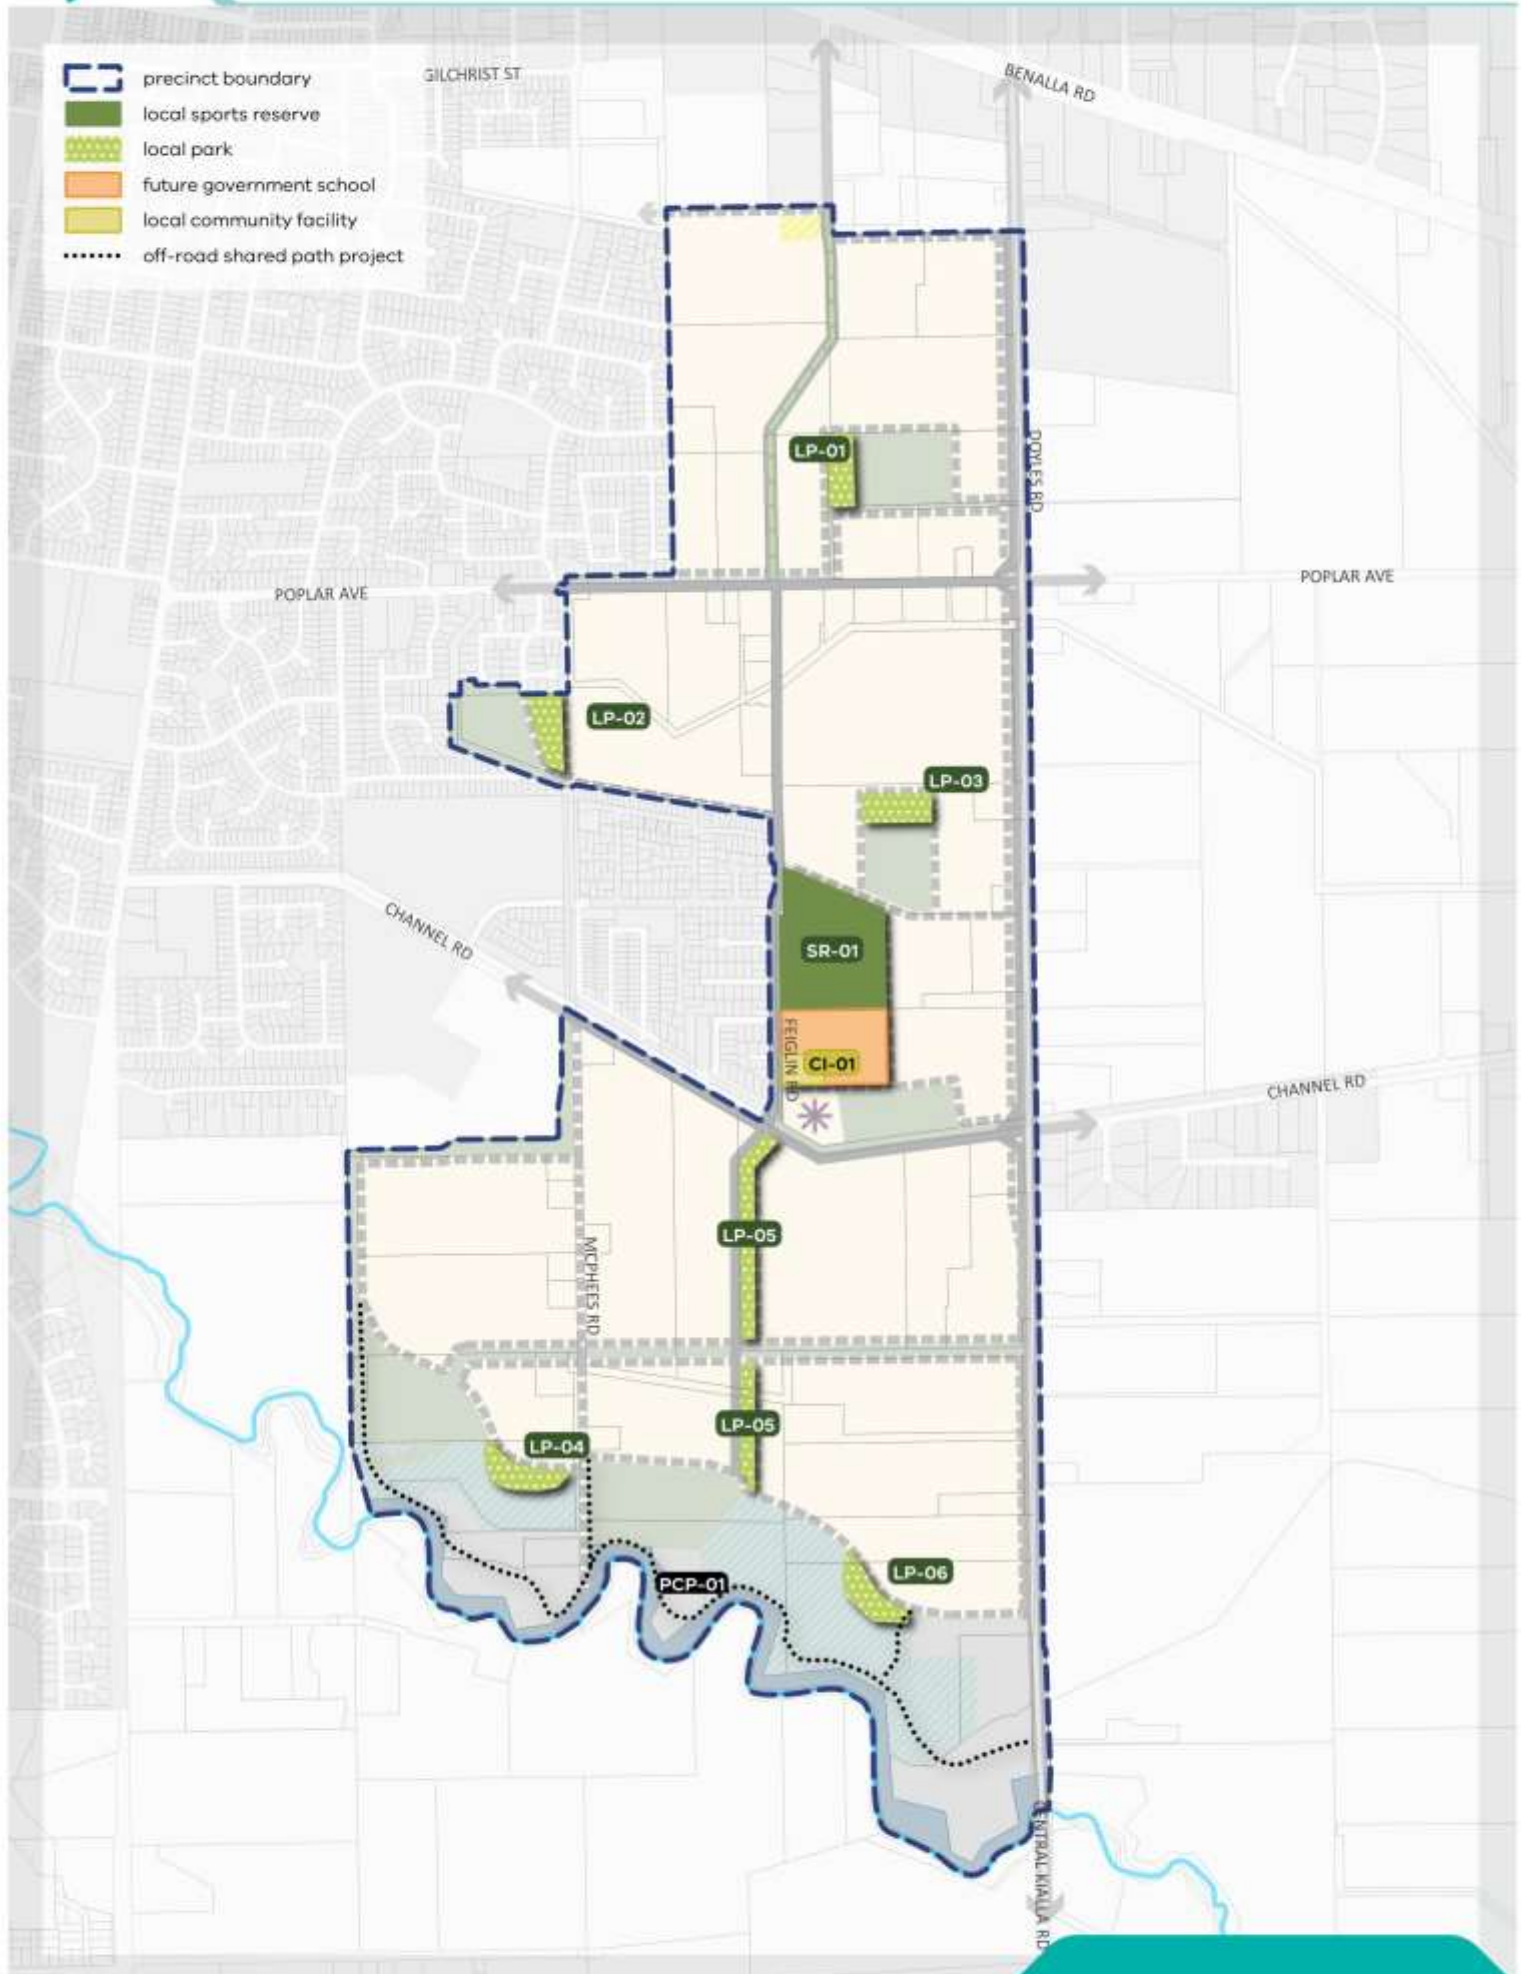 precinct boundary
local sports reserve
local park
future government school
local community facility
off-road shared path project
GILCHRIST ST
BENALLA RD
LP-01
DOYLES RD
POPLAR AVE
POPLAR AVE
LP-02
LP-03
CHANNEL RD
SR-01
FEIGLIN RD
CI-01
CHANNEL RD
LP-05
MCPHEES RD
LP-05
LP-04
LP-06
PCP-01
CENTRAL KIALLA RD